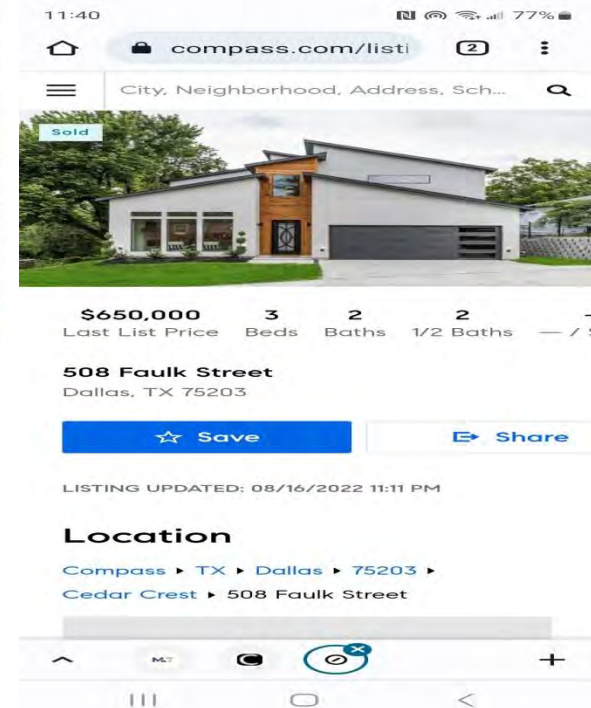 11:40 77%
compass.com/listi 2
City, Neighborhood, Address, Sch...
Sold
$650,000 3 2 2 -
Last List Price Beds Baths 1/2 Baths — /
508 Faulk Street
Dallas, TX 75203
Save Share
LISTING UPDATED: 08/16/2022 11:11 PM
Location
Compass ▸ TX ▸ Dallas ▸ 75203 ▸
Cedar Crest ▸ 508 Faulk Street